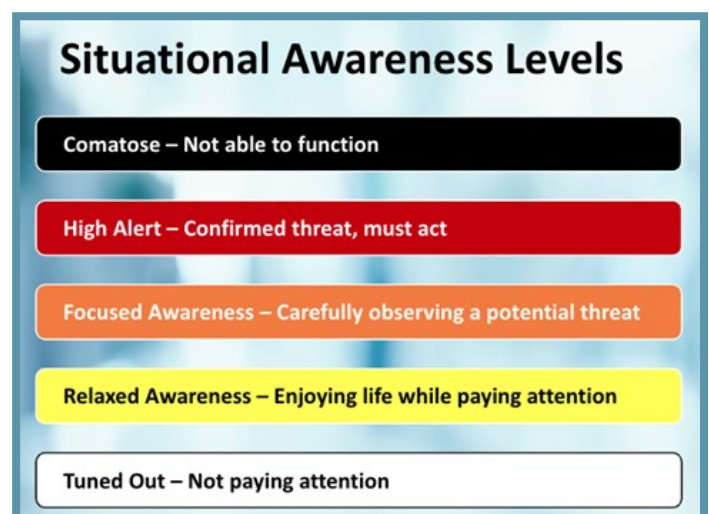 Situational Awareness Levels
Comatose – Not able to function
High Alert – Confirmed threat, must act
Focused Awareness – Carefully observing a potential threat
Relaxed Awareness – Enjoying life while paying attention
Tuned Out – Not paying attention